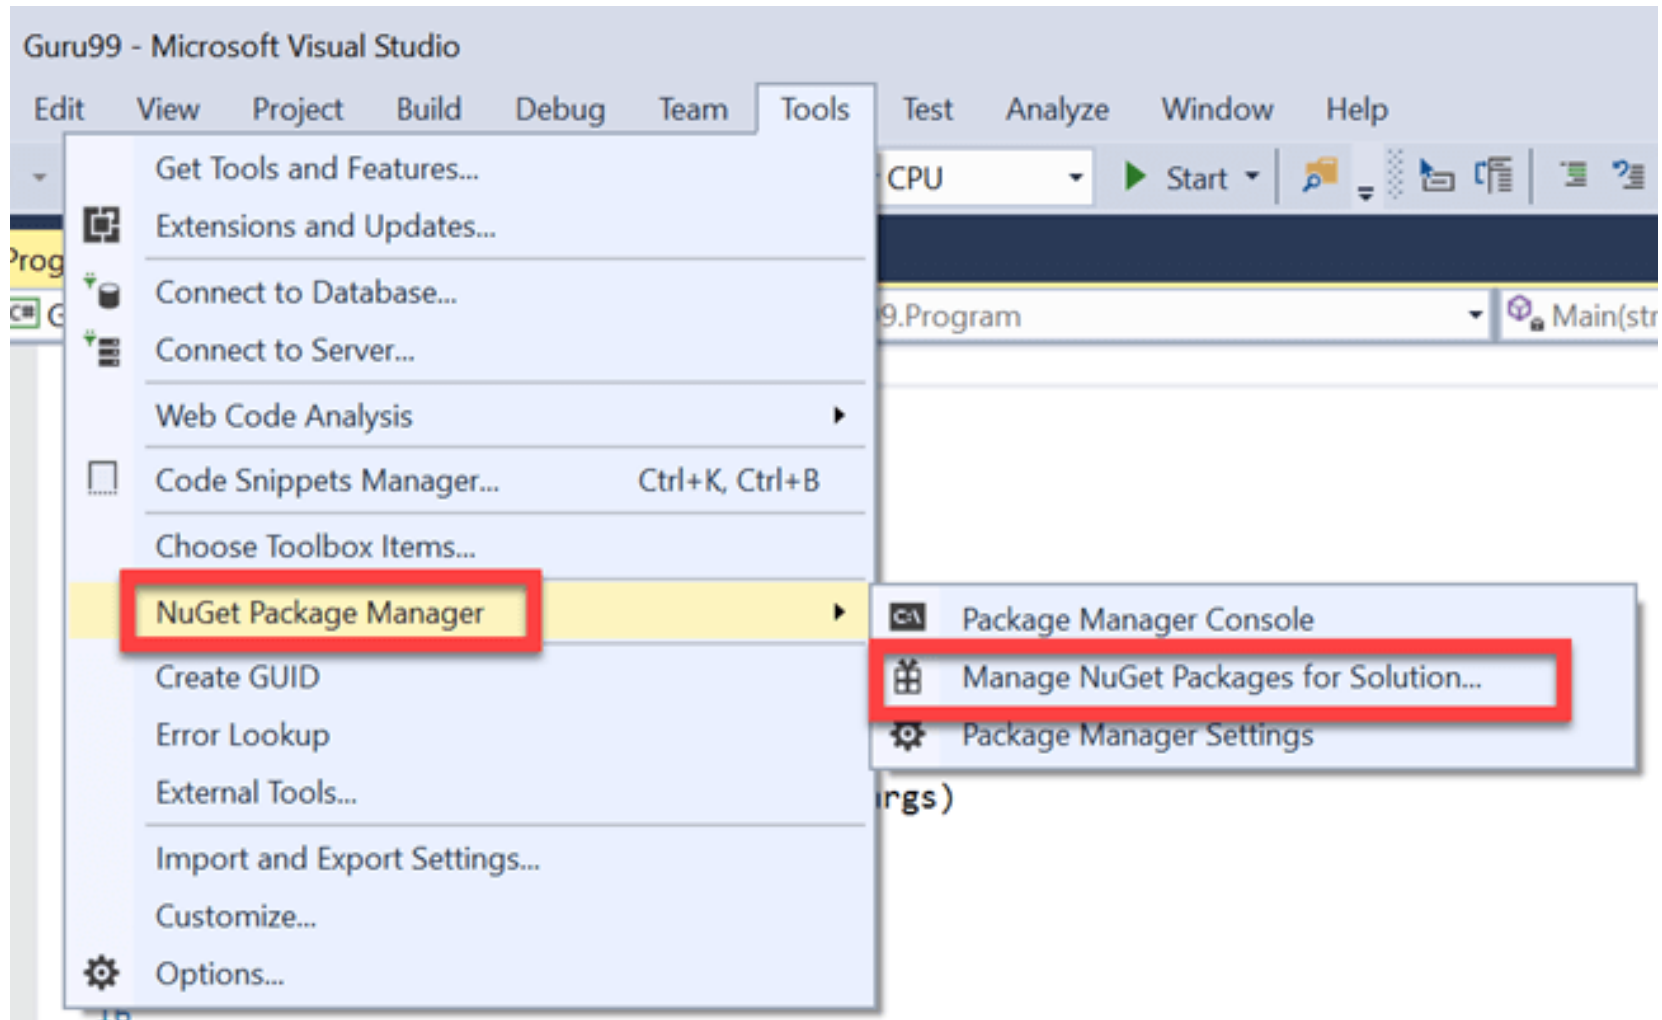 Guru99 - Microsoft Visual Studio
Edit View Project Build Debug Team Tools Test Analyze Window Help
Get Tools and Features...
CPU Start
Extensions and Updates...
Prog
Connect to Database...
C# G 9.Program Main(str
Connect to Server...
Web Code Analysis
Code Snippets Manager... Ctrl+K, Ctrl+B
Choose Toolbox Items...
NuGet Package Manager
Package Manager Console
Manage NuGet Packages for Solution...
Package Manager Settings
Create GUID
Error Lookup
External Tools...
rgs)
Import and Export Settings...
Customize...
Options...
16